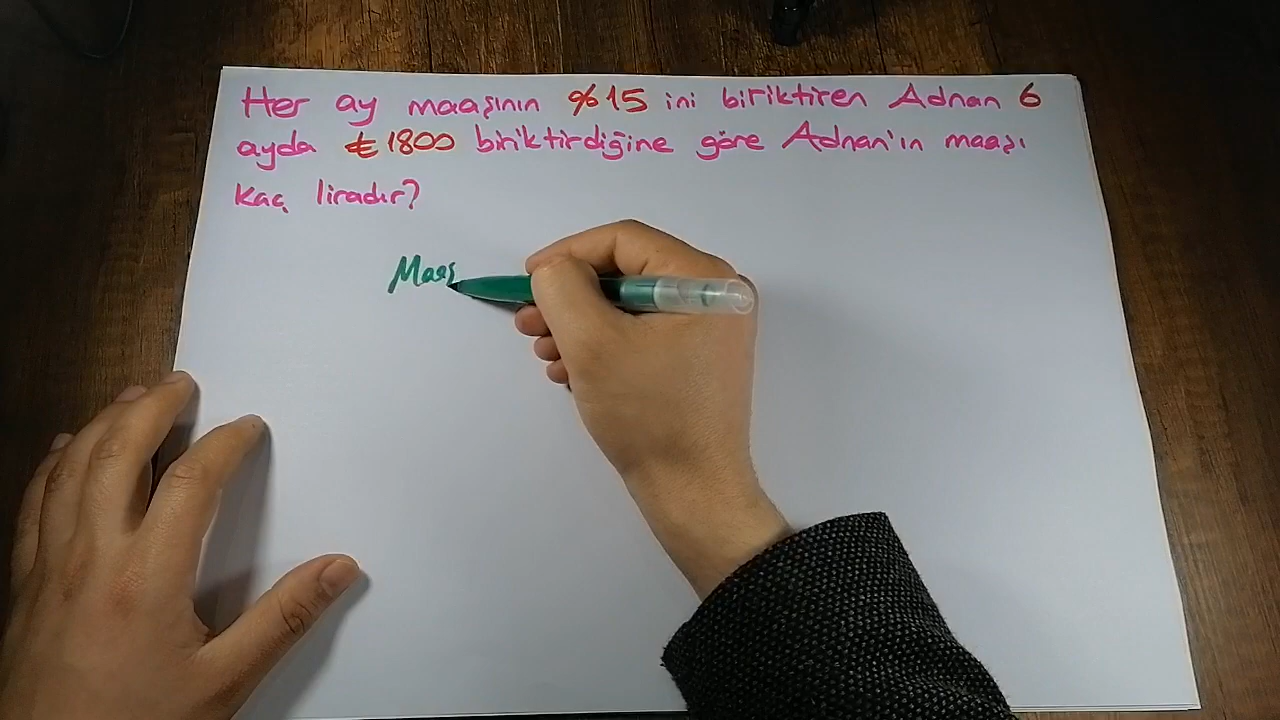 Her ay maaşının %15 ini biriktiren Adnan 6
ayda ₺1800 biriktirdiğine göre Adnan'ın maaşı
kaç liradır?
Maaş